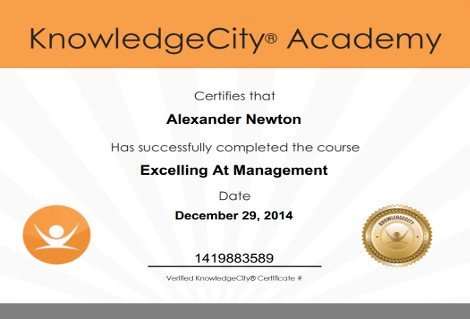 KnowledgeCity® Academy
Certifies that
Alexander Newton
Has successfully completed the course
Excelling At Management
Date
December 29, 2014
KNOWLEDGECITY
1419883589
Verified KnowledgeCity® Certificate #